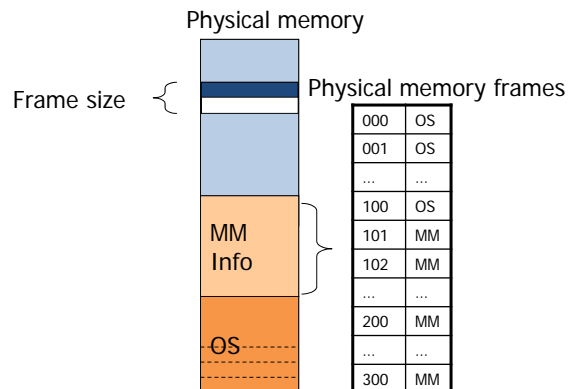 Physical memory
Frame size
Physical memory frames
000 OS
001 OS
... ...
100 OS
101 MM
102 MM
... ...
200 MM
... ...
300 MM
MM
Info
OS